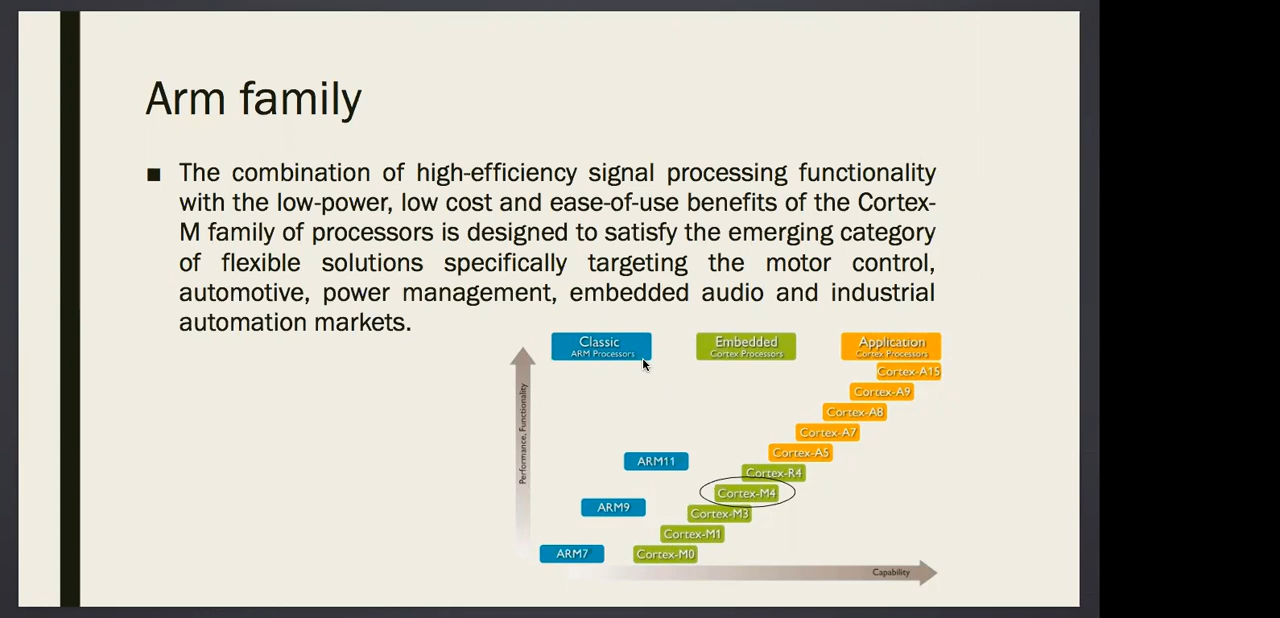 Arm family
■ The combination of high-efficiency signal processing functionality
with the low-power, low cost and ease-of-use benefits of the Cortex-
M family of processors is designed to satisfy the emerging category
of flexible solutions specifically targeting the motor control,
automotive, power management, embedded audio and industrial
automation markets.
Classic
ARM Processors
Embedded
Cortex Processors
Application
Cortex Processors
Cortex-A15
Cortex-A9
Cortex-A8
Cortex-A7
Cortex-A5
ARM11
Cortex-R4
Cortex-M4
ARM9
Cortex-M3
Cortex-M1
ARM7
Cortex-M0
Performance, Functionality
Capability